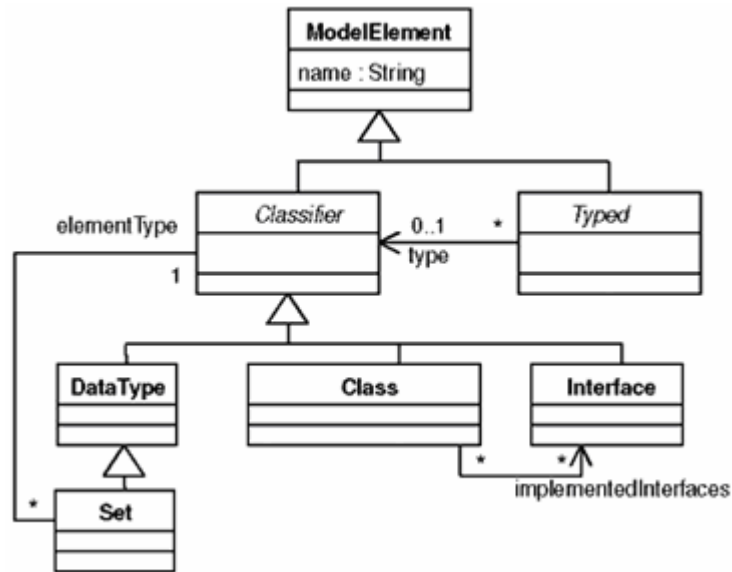 ModelElement
name : String
Classifier
Typed
elementType
0..1
*
type
1
DataType
Class
Interface
*
*
implementedInterfaces
*
Set